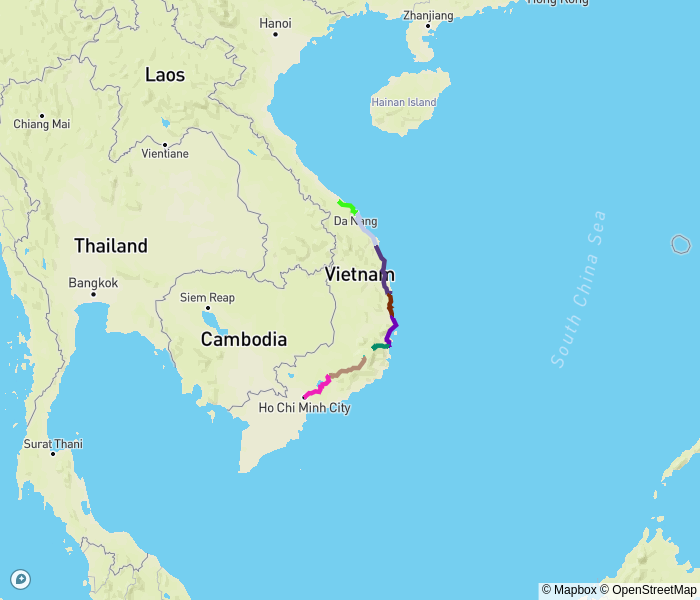 Hong Kong
Zhanjiang
Hanoi
Laos
Hainan Island
Chiang Mai
Vientiane
Da Nang
Thailand
South China Sea
Vietnam
Bangkok
Siem Reap
Cambodia
Ho Chi Minh City
Surat Thani
© Mapbox © OpenStreetMap